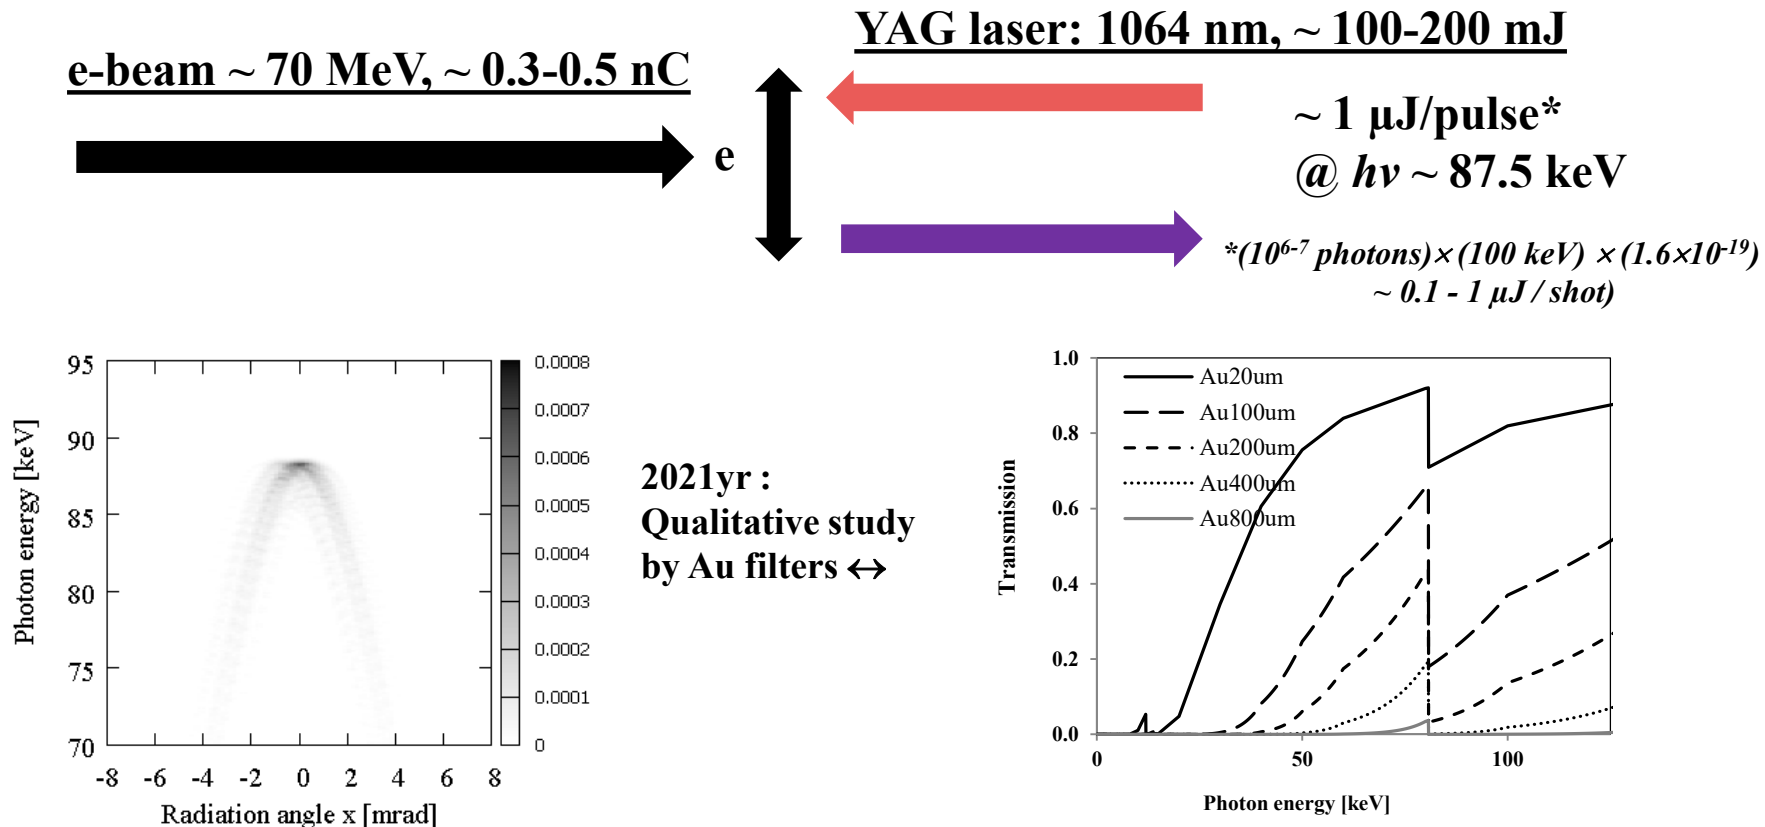 YAG laser: 1064 nm, ~ 100-200 mJ
e-beam ~ 70 MeV, ~ 0.3-0.5 nC
e
~ 1 μJ/pulse*
@ hν ~ 87.5 keV
*(10^6-7 photons)×(100 keV) ×(1.6×10^-19)
~ 0.1 - 1 μJ / shot)
95
90
85
80
75
70
Photon energy [keV]
-8 -6 -4 -2 0 2 4 6 8
Radiation angle x [mrad]
0.0008
0.0007
0.0006
0.0005
0.0004
0.0003
0.0002
0.0001
0
2021yr :
Qualitative study
by Au filters ↔
1.0
0.8
0.6
0.4
0.2
0.0
Transmission
Au20um
Au100um
Au200um
Au400um
Au800um
0 50 100
Photon energy [keV]